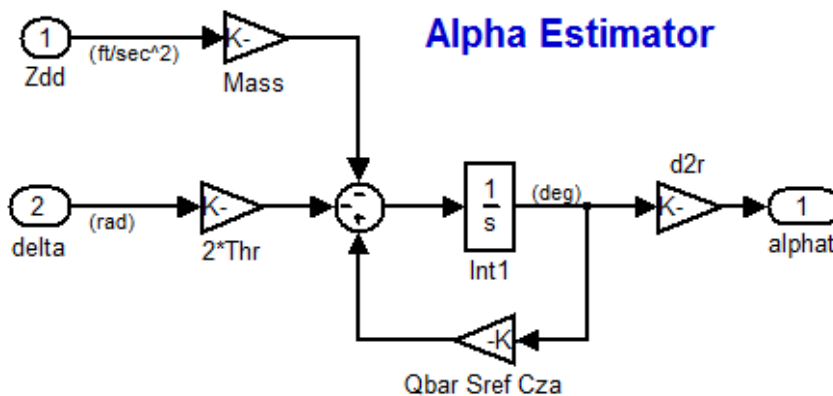 Alpha Estimator
1
(ft/sec^2)
K-
Zdd
Mass
2
(rad)
K-
delta
2*Thr
-
-
+
1
s
(deg)
Int1
d2r
K-
1
alphat
-K
Qbar Sref Cza